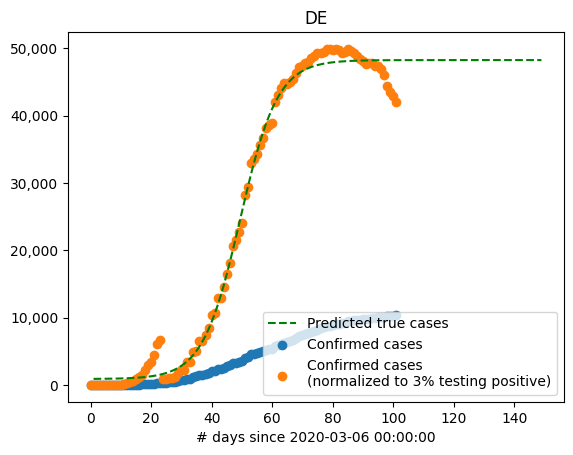 DE
50,000
40,000
30,000
20,000
10,000
0
Predicted true cases
Confirmed cases
Confirmed cases
(normalized to 3% testing positive)
0 20 40 60 80 100 120 140
# days since 2020-03-06 00:00:00